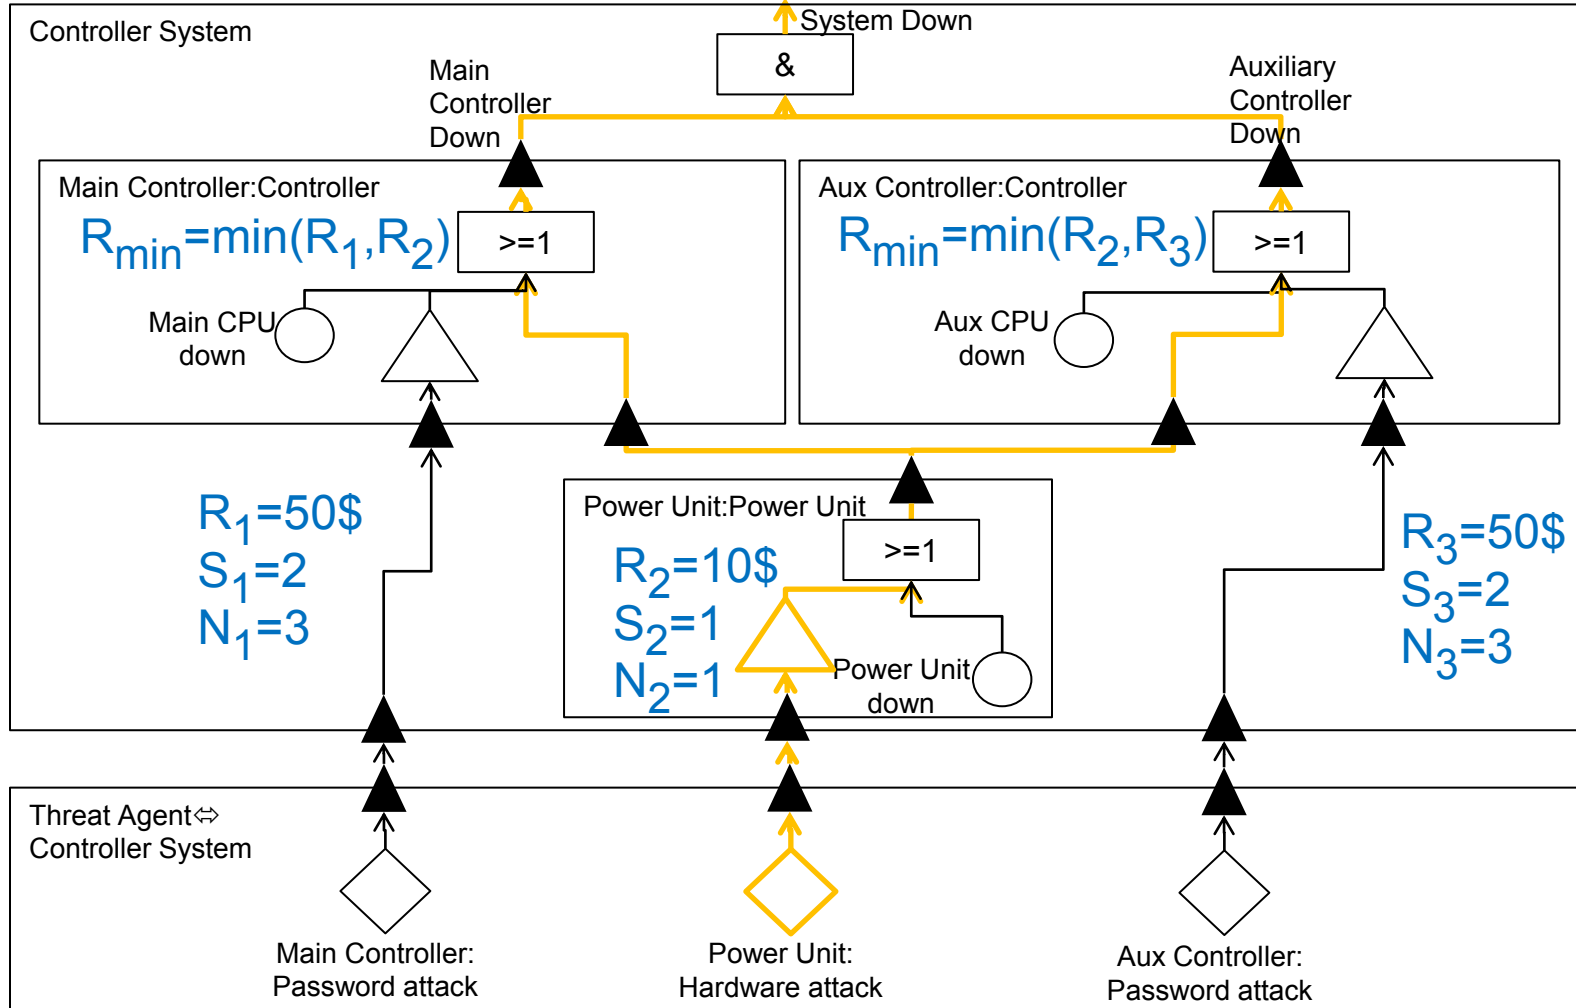 System Down
Controller System
&
Main
Controller
Down
Auxiliary
Controller
Down
Main Controller:Controller
Rmin=min(R1,R2)
>=1
Main CPU
down
Aux Controller:Controller
Rmin=min(R2,R3)
>=1
Aux CPU
down
R1=50$
S1=2
N1=3
Power Unit:Power Unit
>=1
R2=10$
S2=1
N2=1
Power Unit
down
R3=50$
S3=2
N3=3
Threat Agent⇔
Controller System
Main Controller:
Password attack
Power Unit:
Hardware attack
Aux Controller:
Password attack